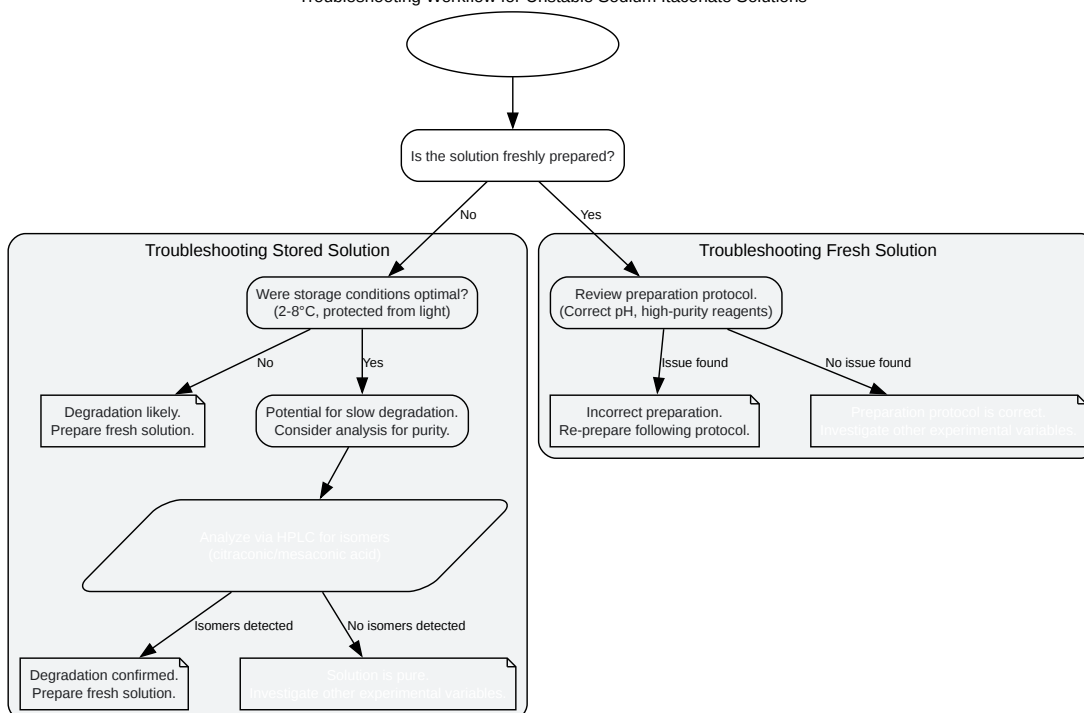 Troubleshooting Workflow for Unstable Sodium Itaconate Solutions
Is the solution freshly prepared?
No
Yes
Troubleshooting Stored Solution
Troubleshooting Fresh Solution
Were storage conditions optimal?
(2-8°C, protected from light)
Review preparation protocol.
(Correct pH, high-purity reagents)
No
Yes
Issue found
No issue found
Degradation likely.
Prepare fresh solution.
Potential for slow degradation.
Consider analysis for purity.
Incorrect preparation.
Re-prepare following protocol.
Preparation protocol is correct.
Investigate other experimental variables.
Analyze via HPLC for isomers
(citraconic/mesaconic acid)
Isomers detected
No isomers detected
Degradation confirmed.
Prepare fresh solution.
Solution is pure.
Investigate other experimental variables.